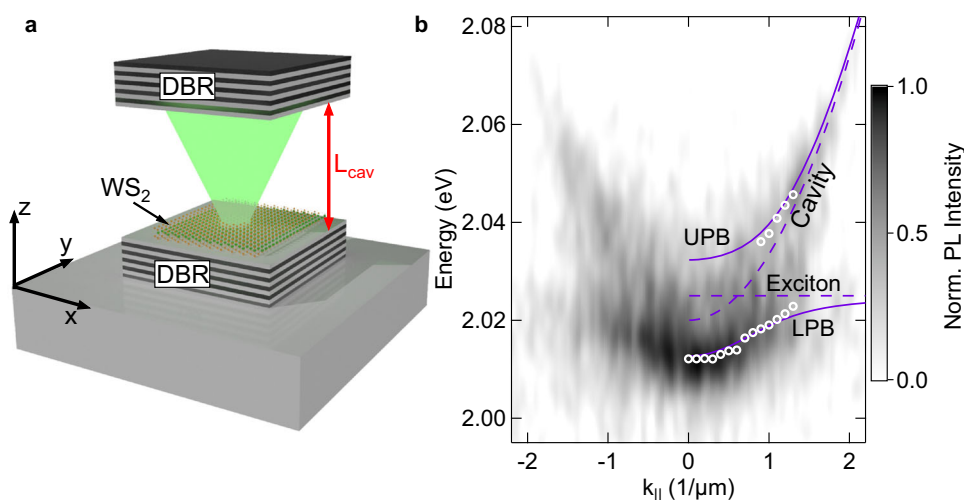 a
DBR
L_cav
WS₂
DBR
z
y
x
b
2.08
2.06
2.04
2.02
2.00
Energy (eV)
-2
-1
0
1
2
k_|| (1/μm)
UPB
Cavity
Exciton
LPB
1.0
0.5
0.0
Norm. PL Intensity